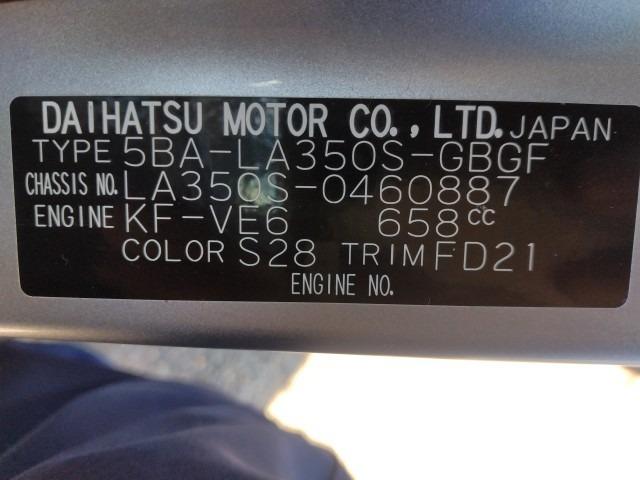 DAIHATSU MOTOR CO., LTD. JAPAN
TYPE 5BA-LA350S-GBGF
CHASSIS NO. LA350S-0460887
ENGINE KF-VE6 658cc
COLOR S28 TRIM FD21
ENGINE NO.